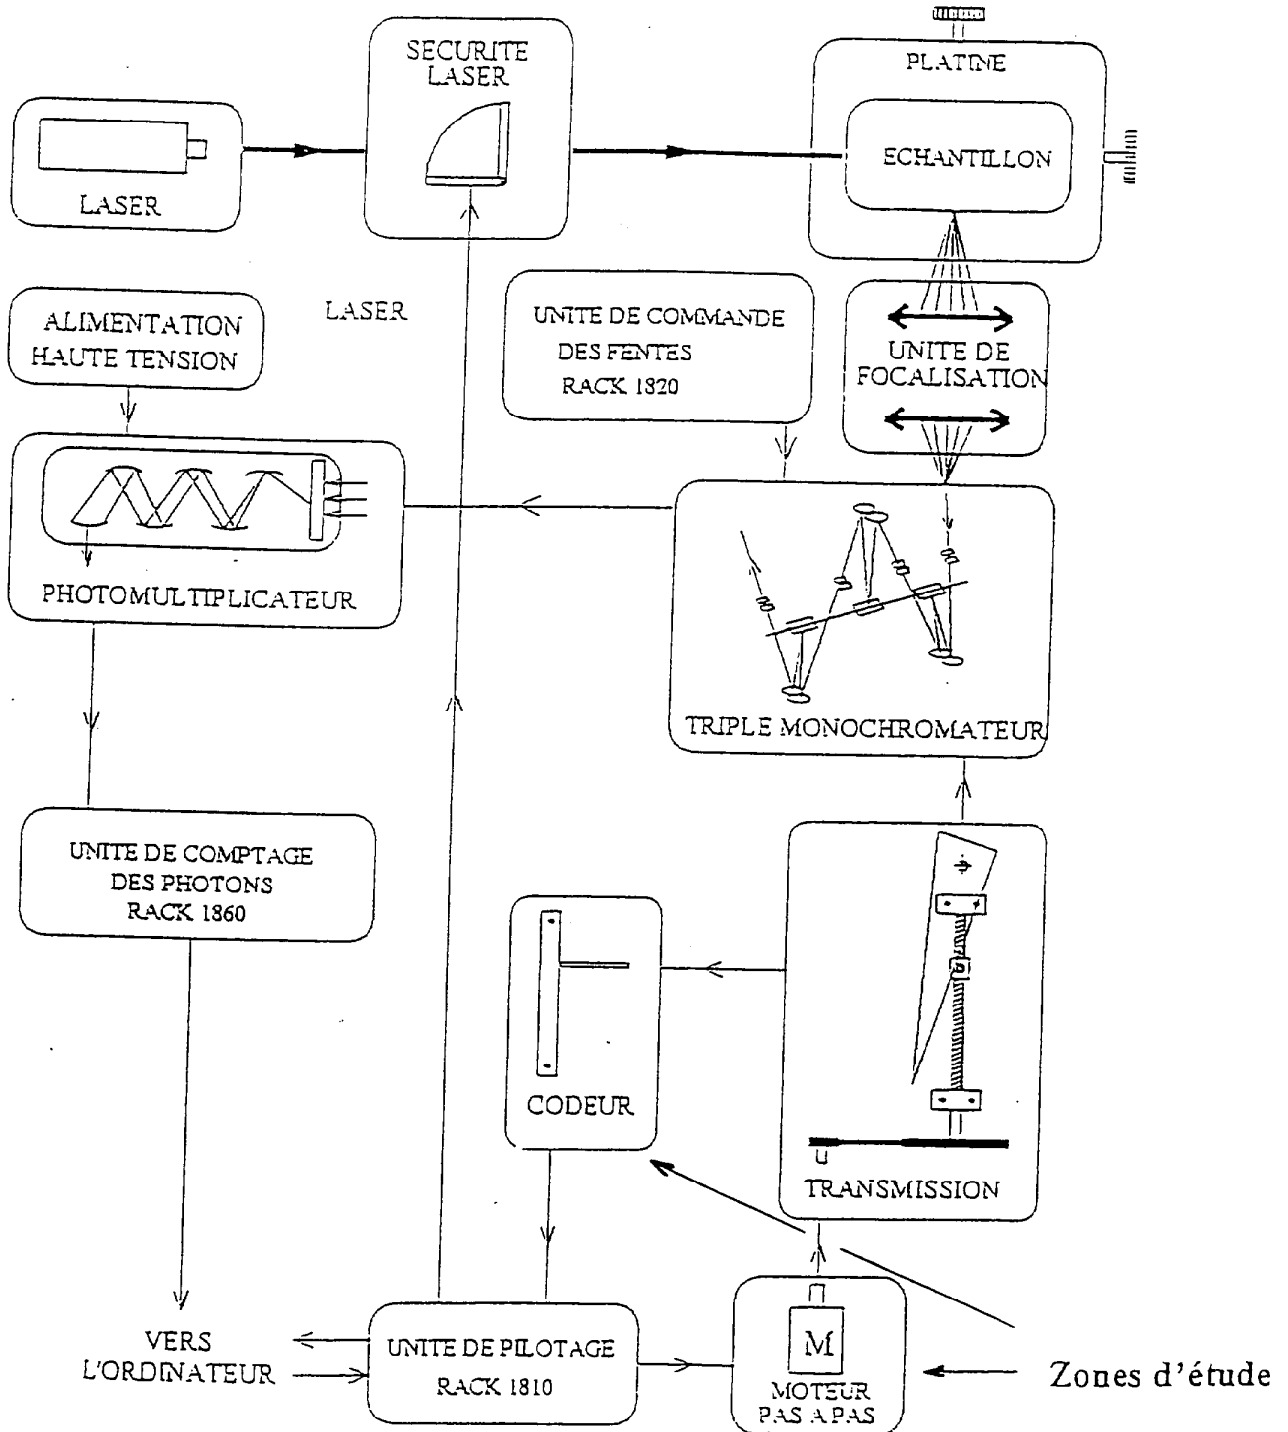 SECURITE
LASER
PLATINE
ECHANTILLON
LASER
ALIMENTATION
HAUTE TENSION
LASER
UNITE DE COMMANDE
DES FENTES
RACK 1820
UNITE DE
FOCALISATION
PHOTOMULTIPLICATEUR
TRIPLE MONOCHROMATEUR
UNITE DE COMPTAGE
DES PHOTONS
RACK 1860
CODEUR
TRANSMISSION
VERS
L'ORDINATEUR
UNITE DE PILOTAGE
RACK 1810
M
MOTEUR
PAS A PAS
Zones d'étude